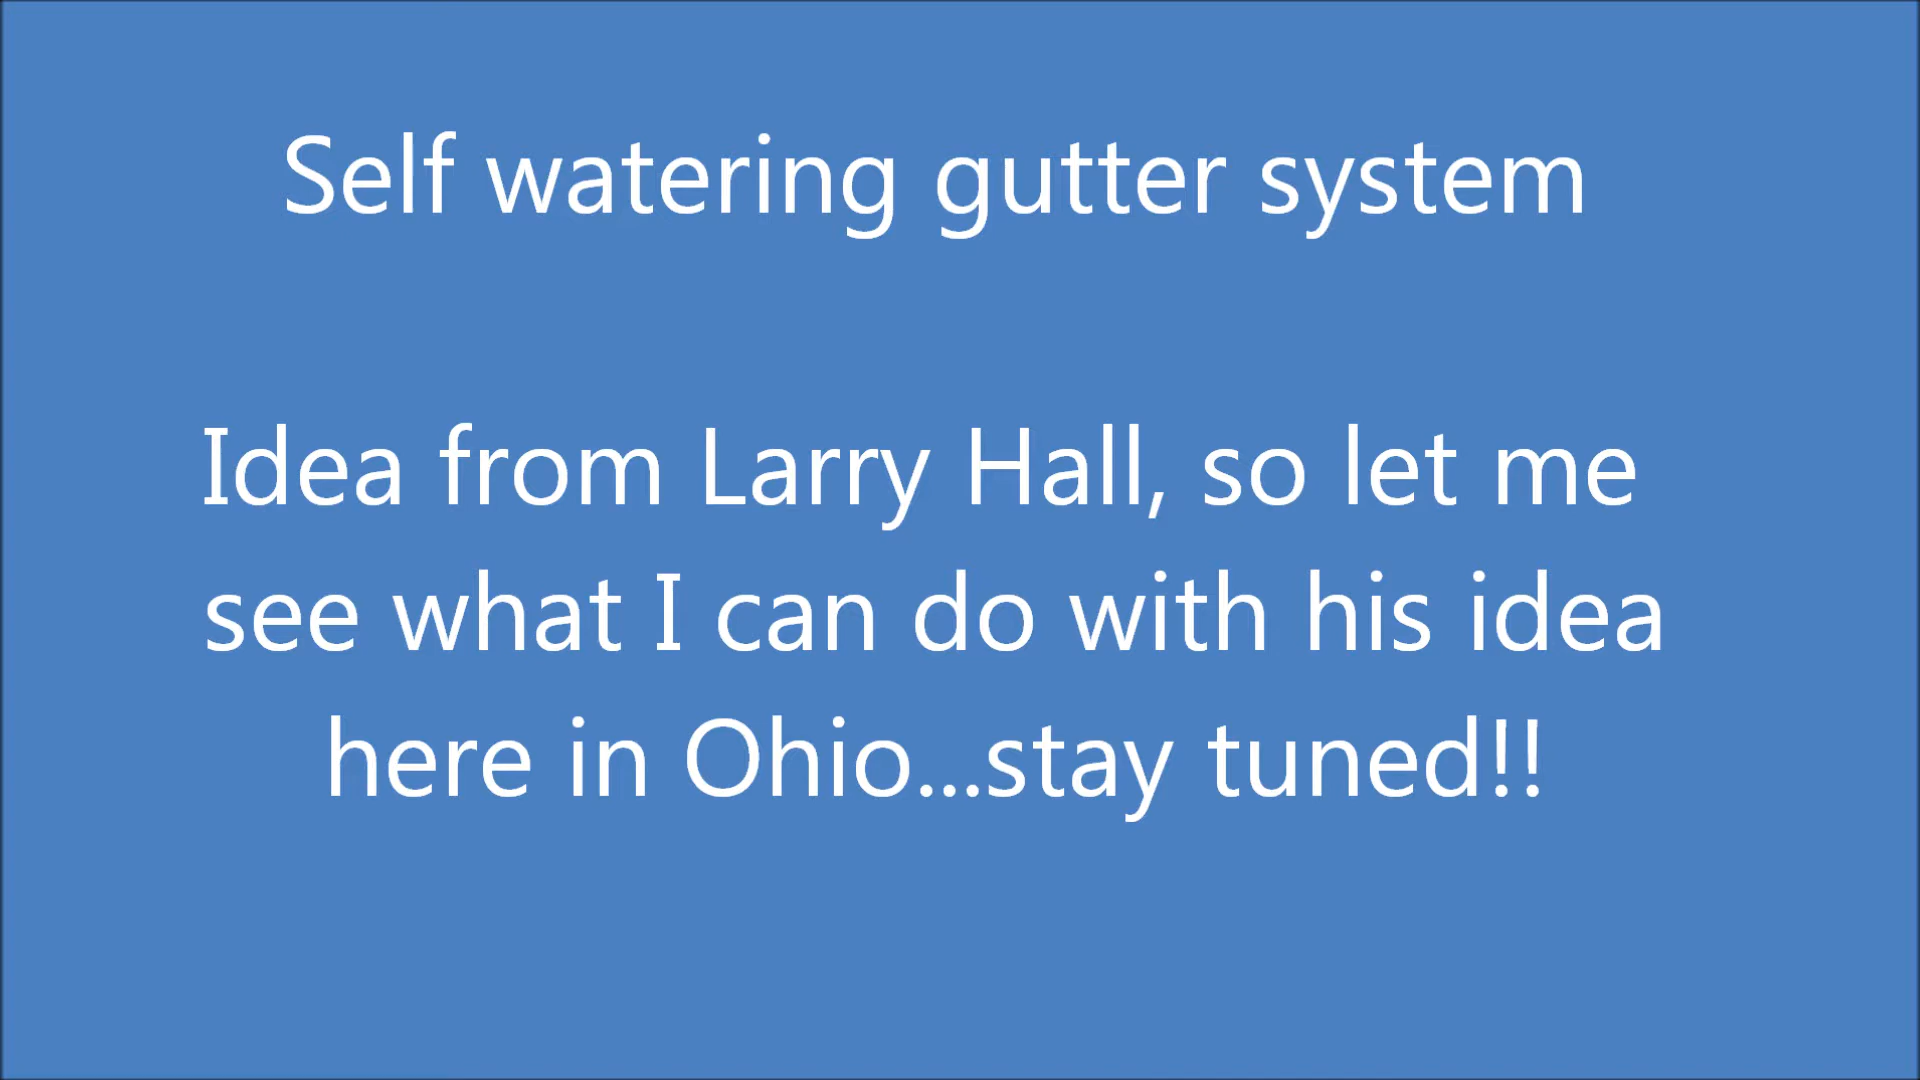 Self watering gutter system
Idea from Larry Hall, so let me
see what I can do with his idea
here in Ohio...stay tuned!!